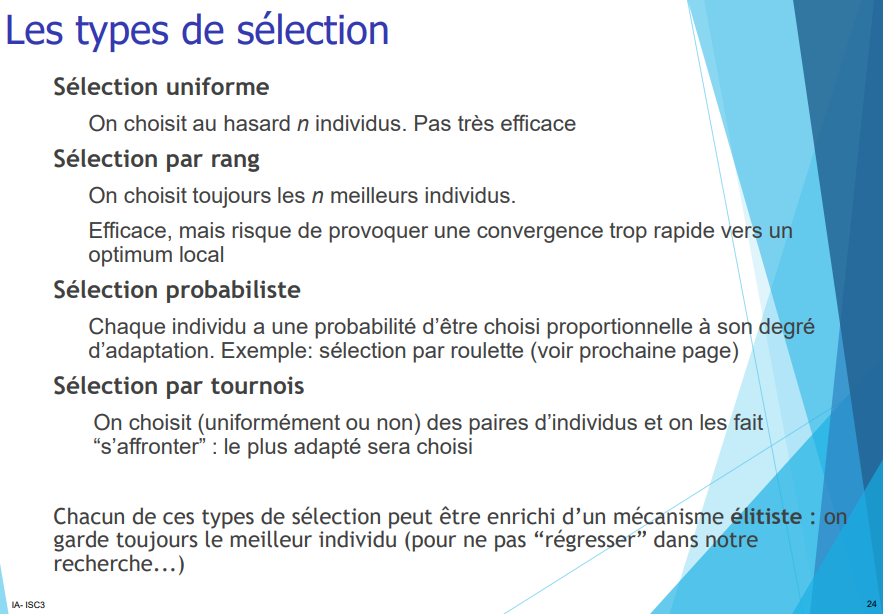 Les types de sélection
Sélection uniforme
On choisit au hasard n individus. Pas très efficace
Sélection par rang
On choisit toujours les n meilleurs individus.
Efficace, mais risque de provoquer une convergence trop rapide vers un
optimum local
Sélection probabiliste
Chaque individu a une probabilité d’être choisi proportionnelle à son degré
d’adaptation. Exemple: sélection par roulette (voir prochaine page)
Sélection par tournois
On choisit (uniformément ou non) des paires d’individus et on les fait
“s’affronter” : le plus adapté sera choisi
Chacun de ces types de sélection peut être enrichi d’un mécanisme élitiste : on
garde toujours le meilleur individu (pour ne pas “régresser” dans notre
recherche...)
IA- ISC3
24